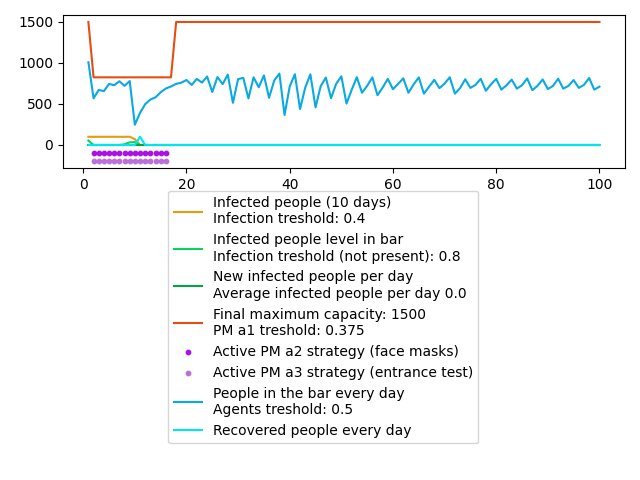 1500
1000
500
0
0 20 40 60 80 100
Infected people (10 days)
Infection treshold: 0.4
Infected people level in bar
Infection treshold (not present): 0.8
New infected people per day
Average infected people per day 0.0
Final maximum capacity: 1500
PM a1 treshold: 0.375
Active PM a2 strategy (face masks)
Active PM a3 strategy (entrance test)
People in the bar every day
Agents treshold: 0.5
Recovered people every day